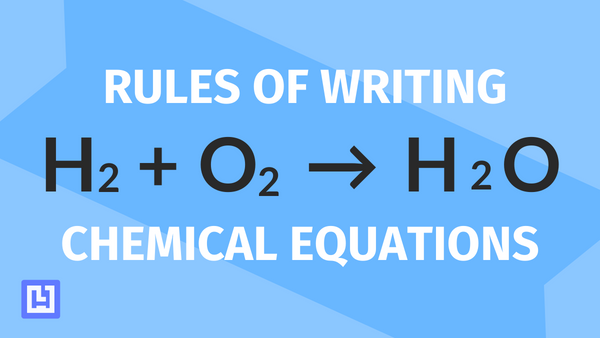 RULES OF WRITING
H₂ + O₂ → H₂O
CHEMICAL EQUATIONS